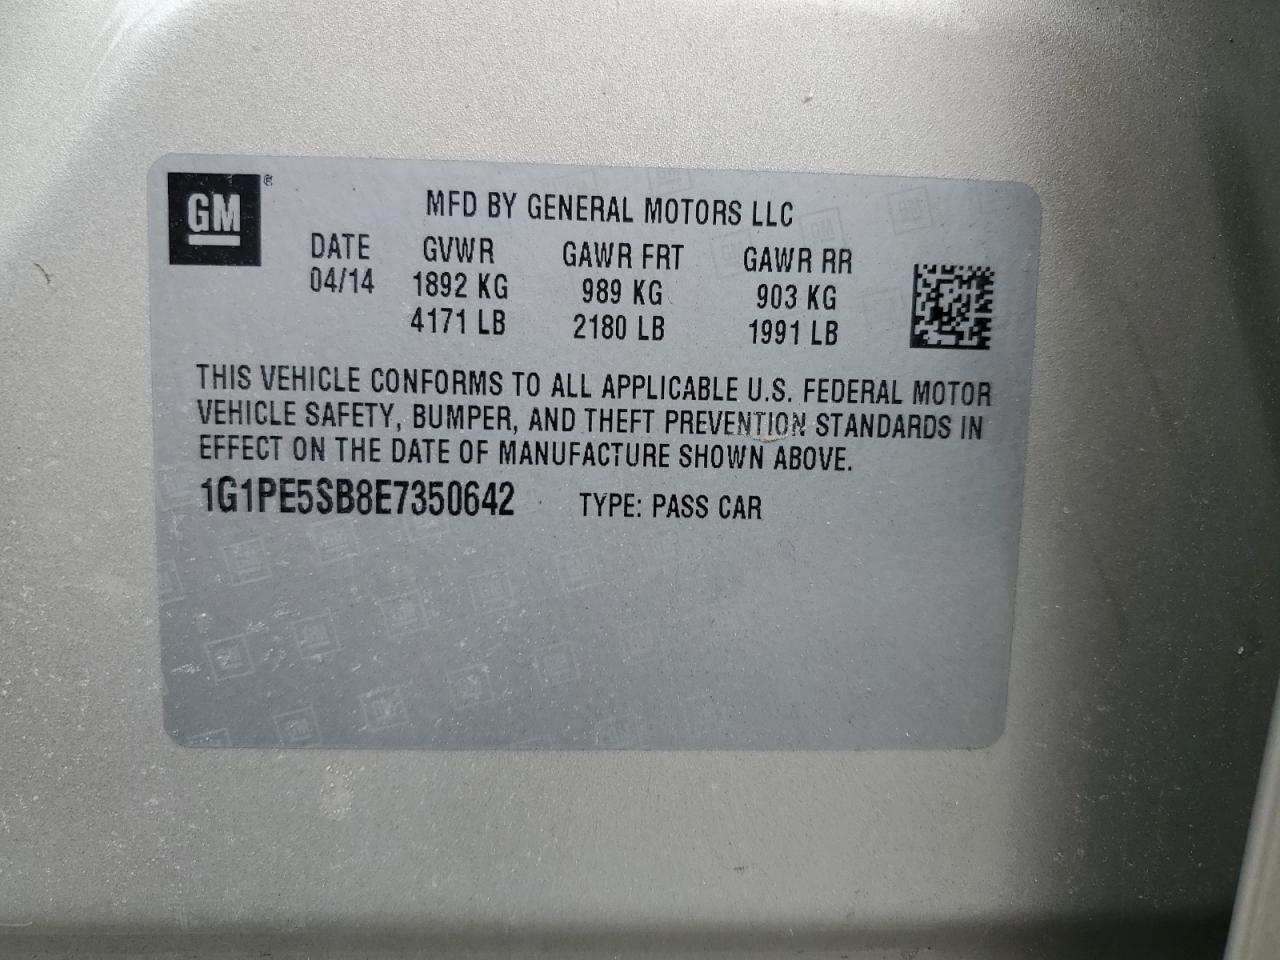 GM
MFD BY GENERAL MOTORS LLC
DATE GVWR GAWR FRT GAWR RR
04/14 1892 KG 989 KG 903 KG
4171 LB 2180 LB 1991 LB
THIS VEHICLE CONFORMS TO ALL APPLICABLE U.S. FEDERAL MOTOR
VEHICLE SAFETY, BUMPER, AND THEFT PREVENTION STANDARDS IN
EFFECT ON THE DATE OF MANUFACTURE SHOWN ABOVE.
1G1PE5SB8E7350642 TYPE: PASS CAR